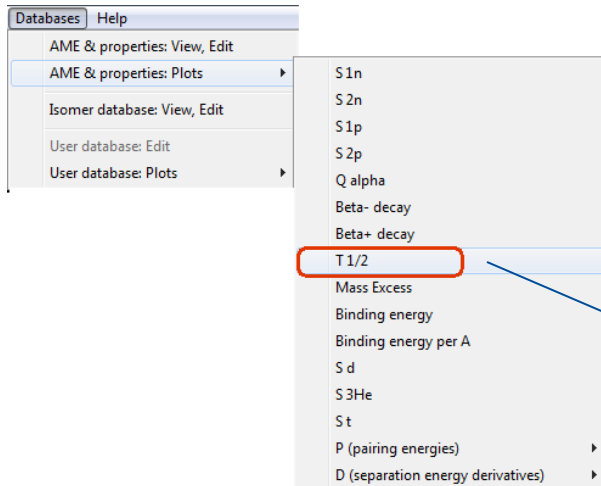 Databases Help
AME & properties: View, Edit
AME & properties: Plots
Isomer database: View, Edit
User database: Edit
User database: Plots
S 1n
S 2n
S 1p
S 2p
Q alpha
Beta- decay
Beta+ decay
T 1/2
Mass Excess
Binding energy
Binding energy per A
S d
S 3He
S t
P (pairing energies)
D (separation energy derivatives)